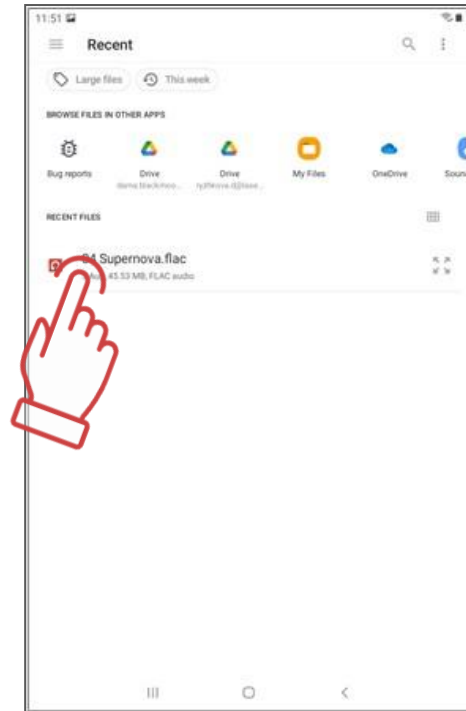 11:51
Recent
Large files
This week
BROWSE FILES IN OTHER APPS
Bug reports
Drive
Drive
My Files
OneDrive
Soun
RECENT FILES
04 Supernova.flac
45.53 MB, FLAC audio